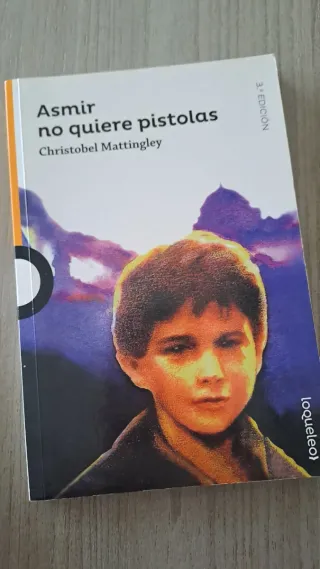 Asmir
no quiere pistolas
Christobel Mattingley
3.ª EDICIÓN
loqueleo